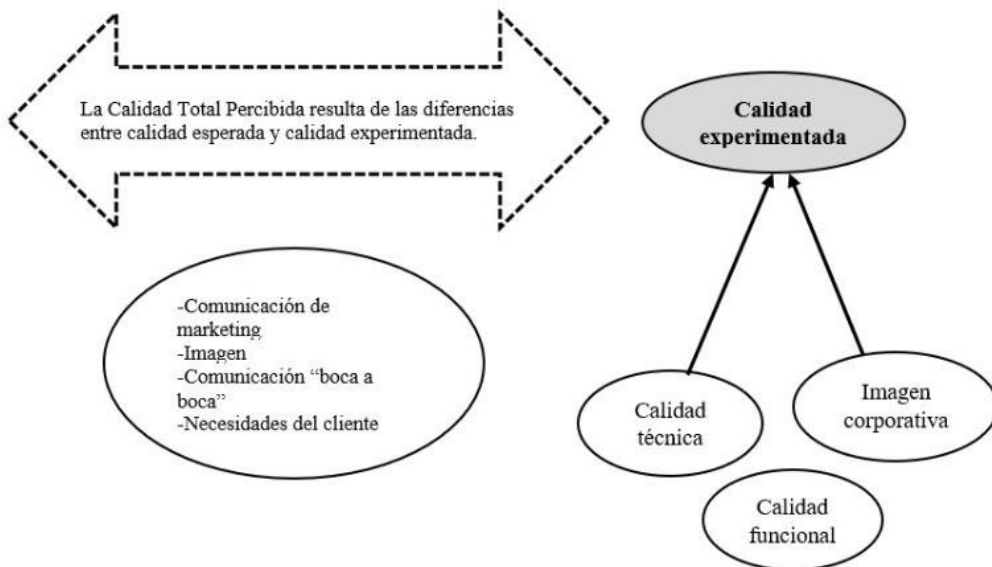 La Calidad Total Percibida resulta de las diferencias
entre calidad esperada y calidad experimentada.
Calidad
experimentada
-Comunicación de
marketing
-Imagen
-Comunicación “boca a
boca”
-Necesidades del cliente
Calidad
técnica
Imagen
corporativa
Calidad
funcional